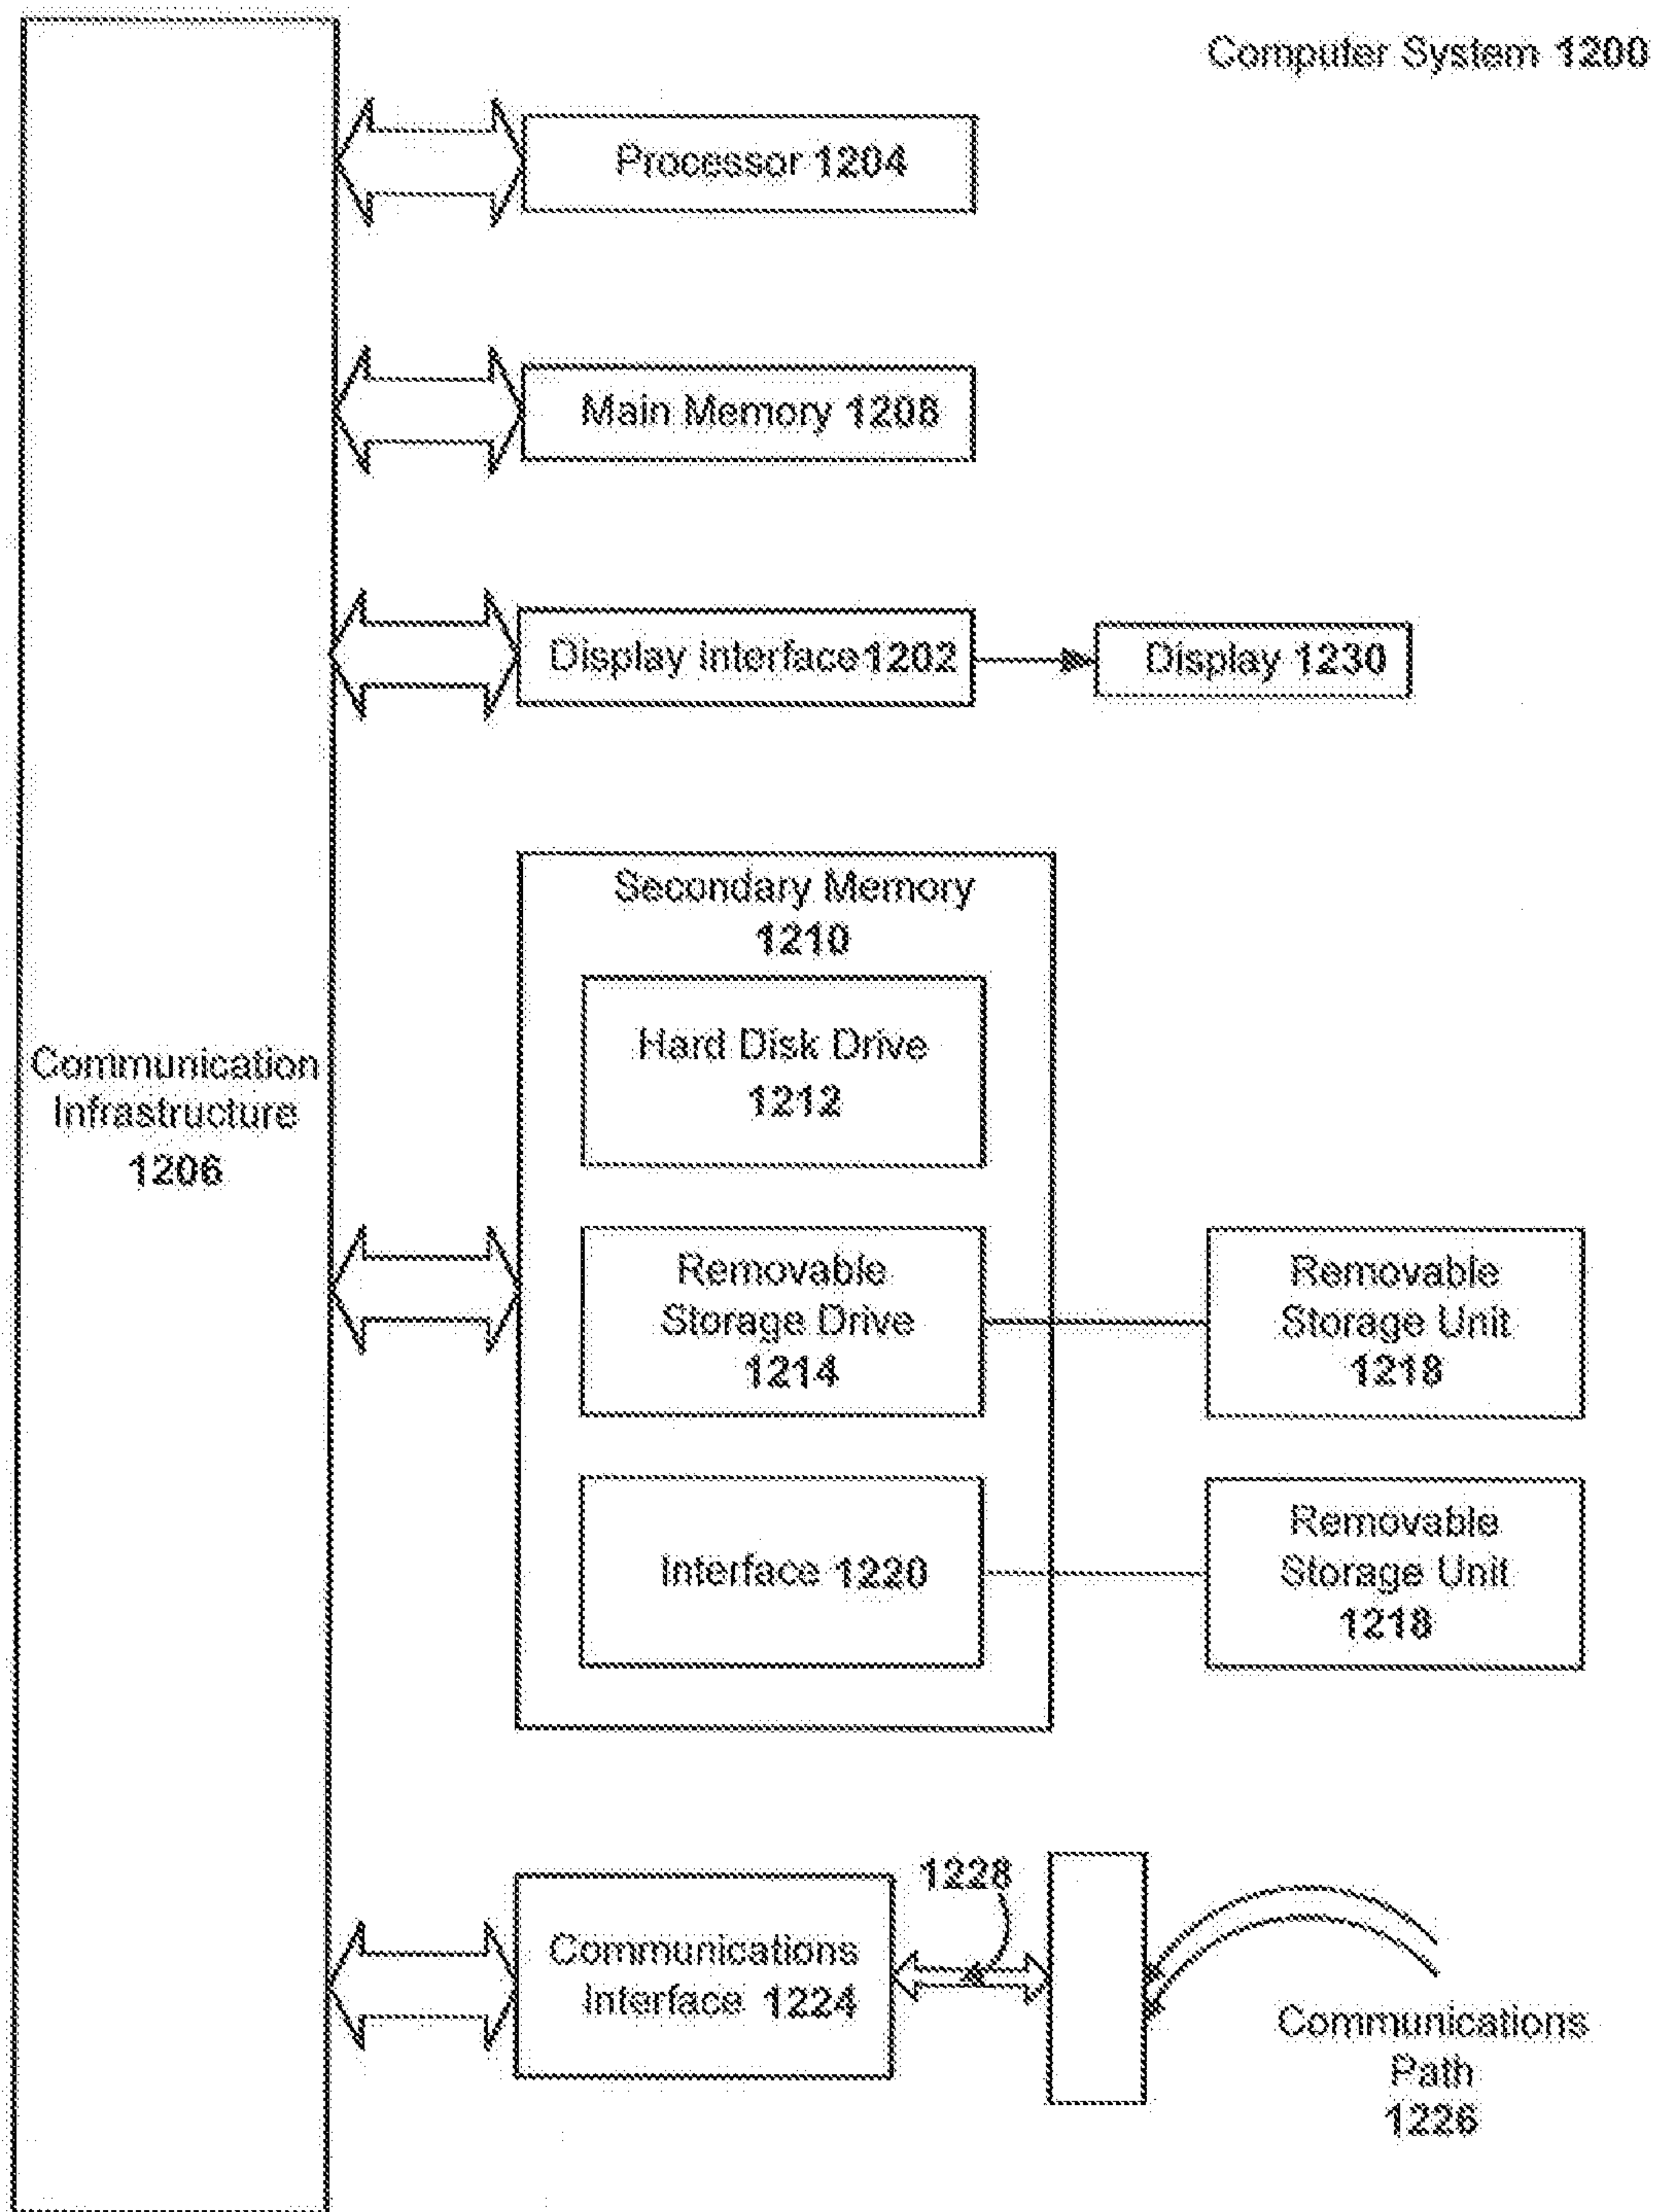 Computer System 1200
Processor 1204
Main Memory 1208
Display Interface 1202
Display 1230
Secondary Memory
1210
Hard Disk Drive
1212
Communication
Infrastructure
1206
Removable
Storage Drive
1214
Removable
Storage Unit
1218
Interface 1220
Removable
Storage Unit
1218
1228
Communications
Interface 1224
Communications
Path
1226